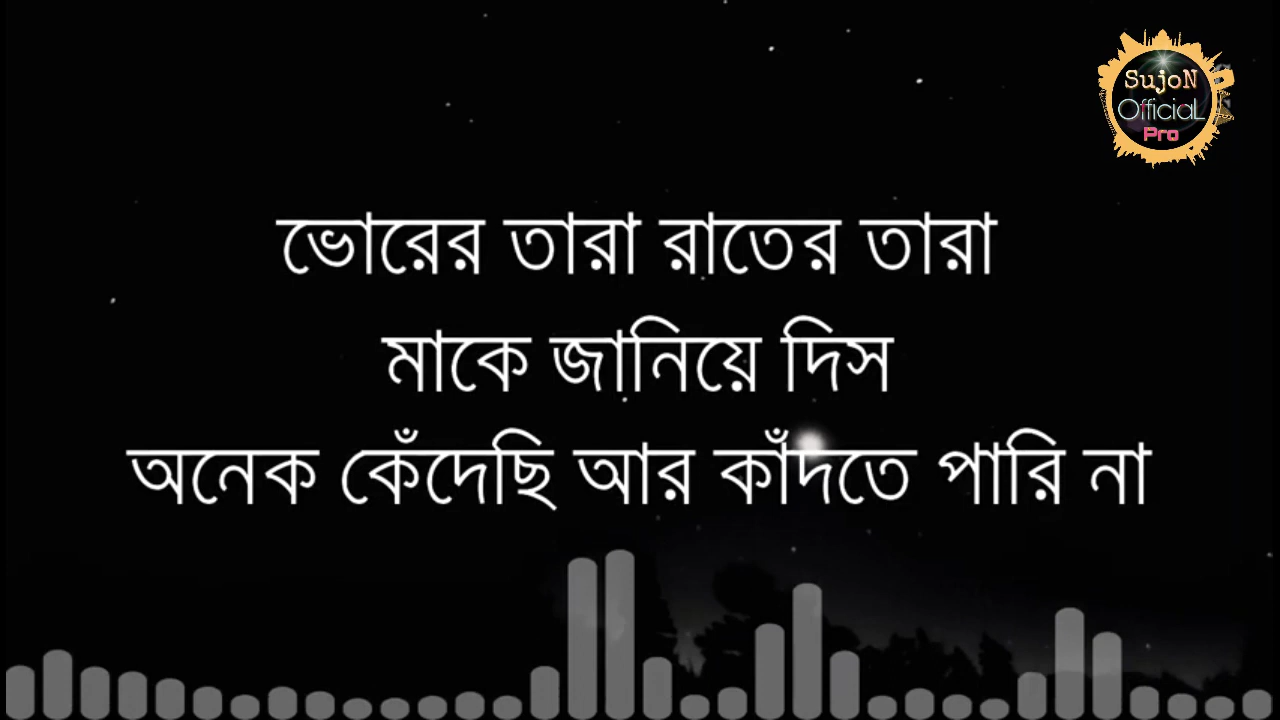 SujoN
OfficiaL
Pro
ভোরের তারা রাতের তারা
মাকে জানিয়ে দিস
অনেক কেঁদেছি আর কাঁদতে পারি না